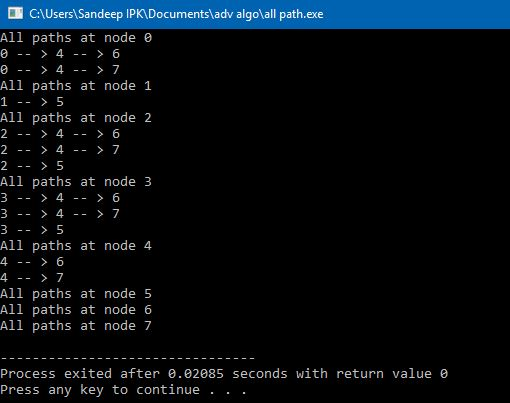 C:\Users\Sandeep IPK\Documents\adv algo\all path.exe
All paths at node 0
0 -- > 4 -- > 6
0 -- > 4 -- > 7
All paths at node 1
1 -- > 5
All paths at node 2
2 -- > 4 -- > 6
2 -- > 4 -- > 7
2 -- > 5
All paths at node 3
3 -- > 4 -- > 6
3 -- > 4 -- > 7
3 -- > 5
All paths at node 4
4 -- > 6
4 -- > 7
All paths at node 5
All paths at node 6
All paths at node 7
--------------------------------
Process exited after 0.02085 seconds with return value 0
Press any key to continue . . .